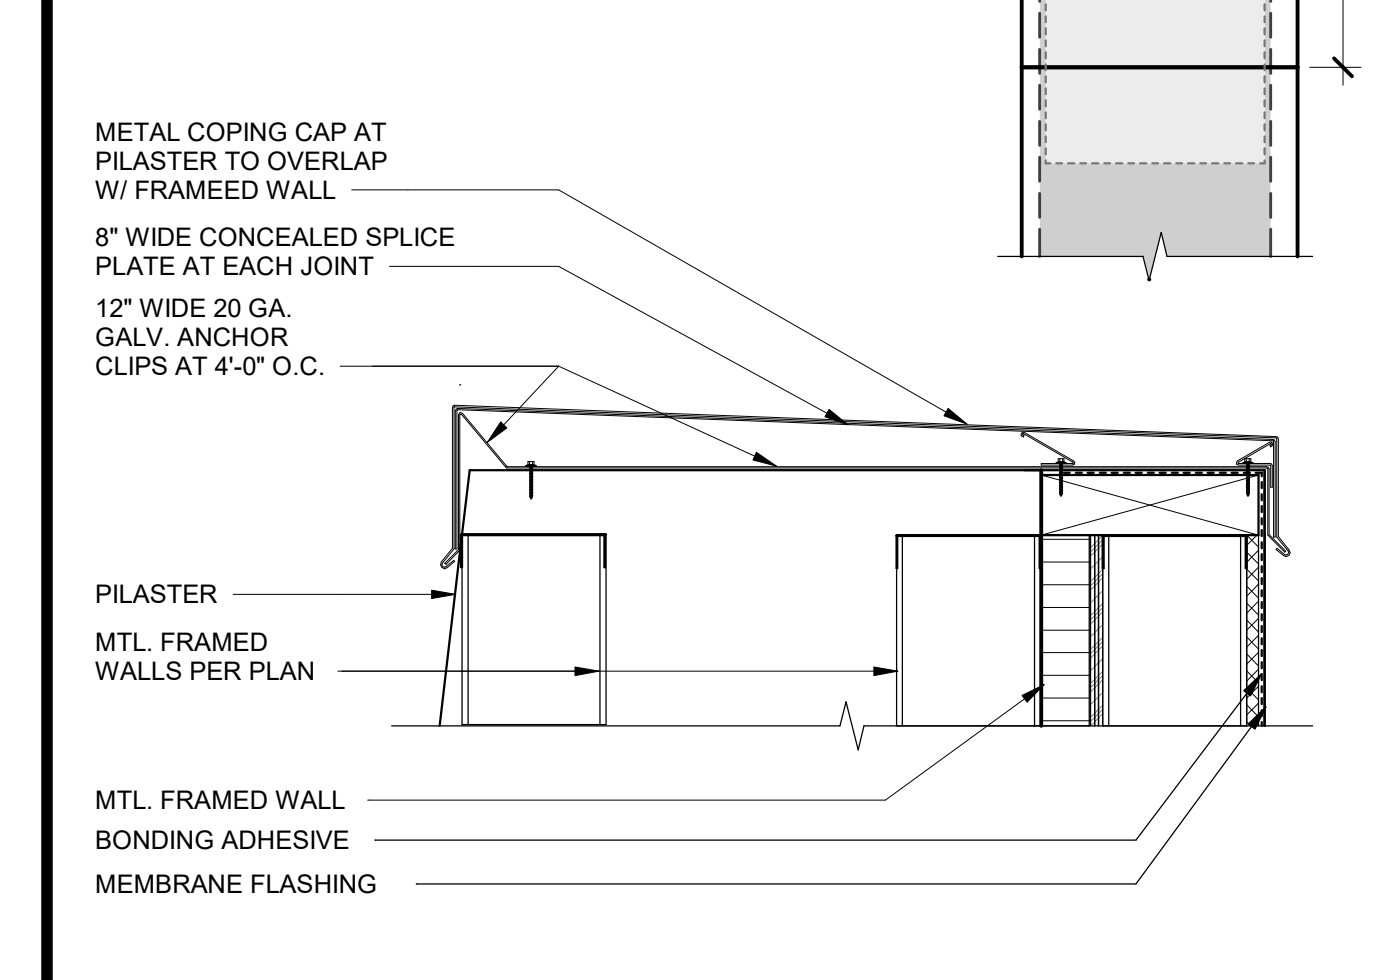 METAL COPING CAP AT
PILASTER TO OVERLAP
W/ FRAMEED WALL
8" WIDE CONCEALED SPLICE
PLATE AT EACH JOINT
12" WIDE 20 GA.
GALV. ANCHOR
CLIPS AT 4'-0" O.C.
PILASTER
MTL. FRAMED
WALLS PER PLAN
MTL. FRAMED WALL
BONDING ADHESIVE
MEMBRANE FLASHING